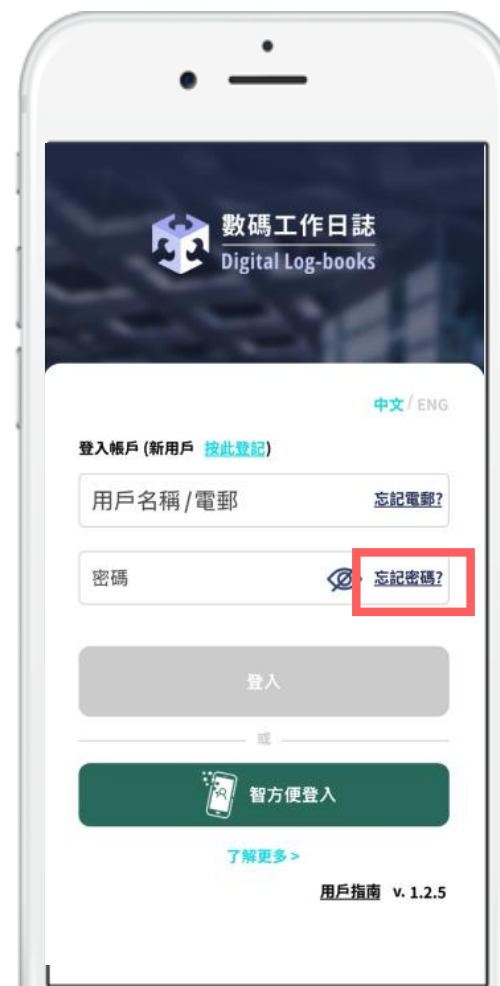 數碼工作日誌
Digital Log-books
中文 / ENG
登入帳戶 (新用戶 按此登記)
用戶名稱/電郵 忘記電郵?
密碼 忘記密碼?
登入
或
智方便登入
了解更多 >
用戶指南 v. 1.2.5